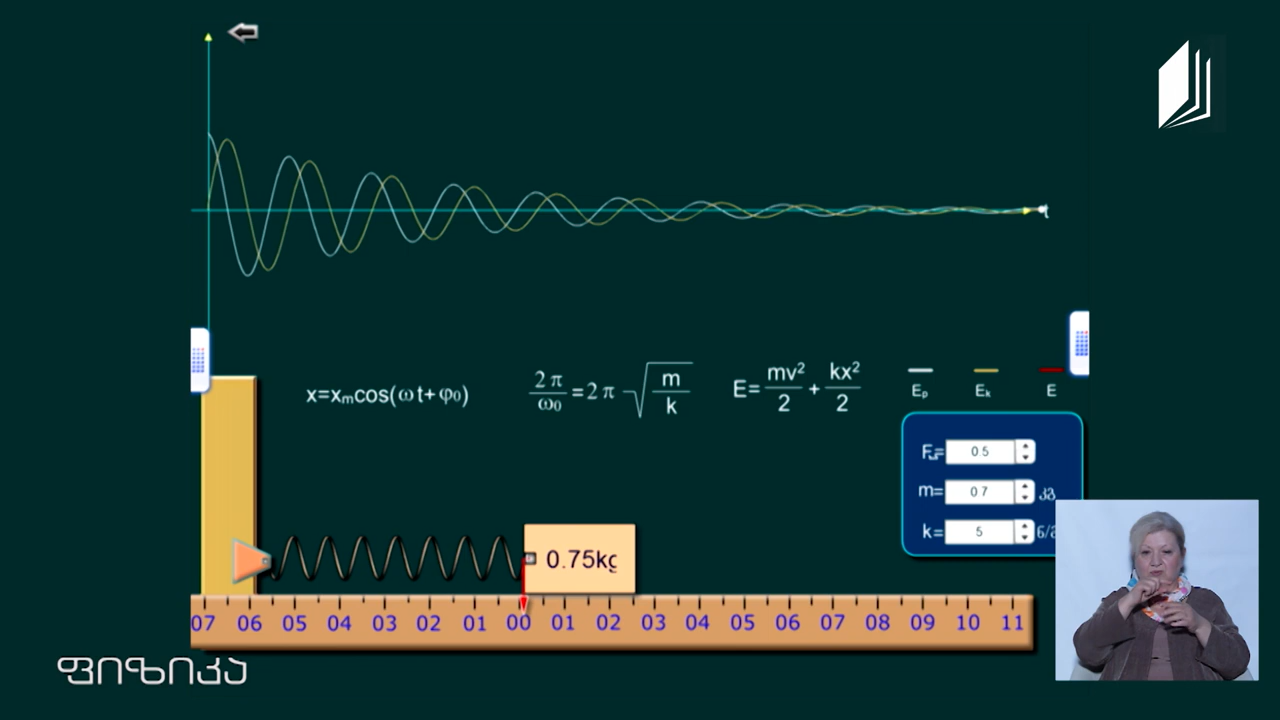 t
x=xₘcos(ωt+φ₀)
2π/ω₀=2π√(m/k)
E=mv²/2+kx²/2
Eₚ Eₖ E
0.5
m= 0 7 კგ
k= 5 ნ/
0.75kg
07 06 05 04 03 02 01 00 01 02 03 04 05 06 07 08 09 10 11
ფიზიკა